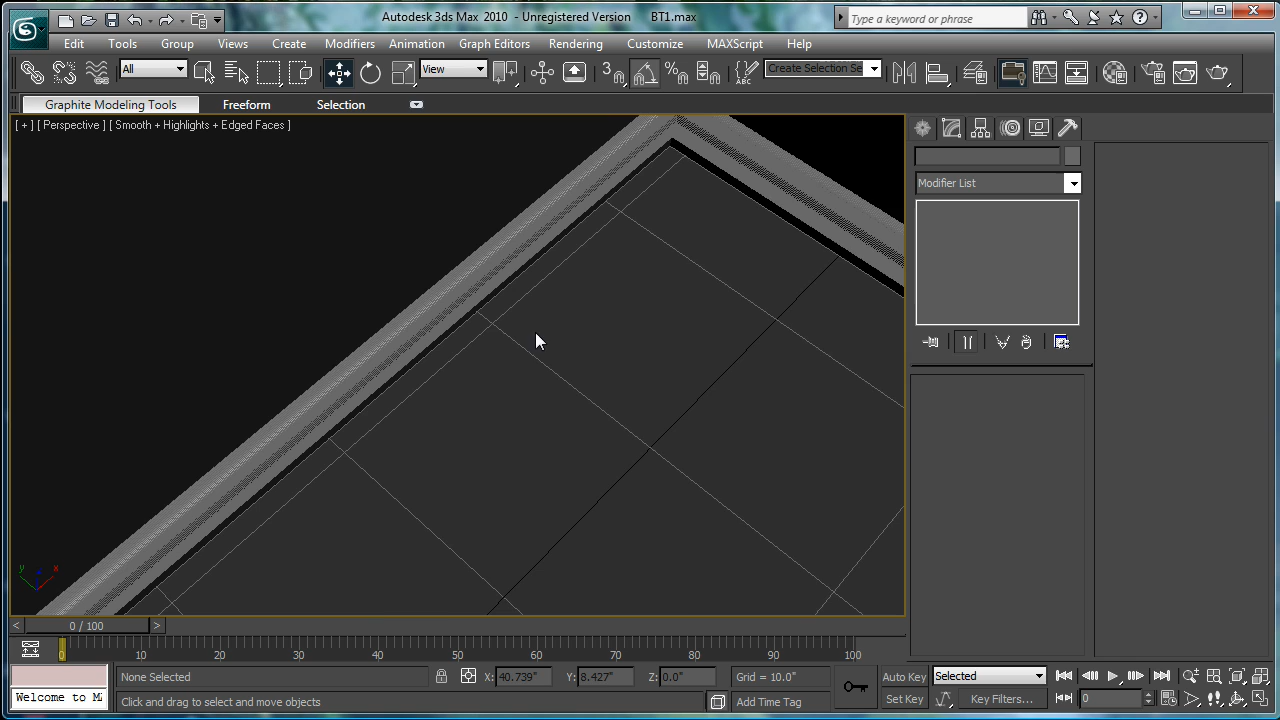 Autodesk 3ds Max 2010 - Unregistered Version BT1.max
Type a keyword or phrase
Edit Tools Group Views Create Modifiers Animation Graph Editors Rendering Customize MAXScript Help
All View 3 Create Selection Se
Graphite Modeling Tools Freeform Selection
[ + ] [ Perspective ] [ Smooth + Highlights + Edged Faces ]
Modifier List
y z x
< 0 / 100 >
0 10 20 30 40 50 60 70 80 90 100
None Selected X: 40.739" Y: 8.427" Z: 0.0" Grid = 10.0" Auto Key Selected
Welcome to M
Click and drag to select and move objects Add Time Tag Set Key Key Filters... 0